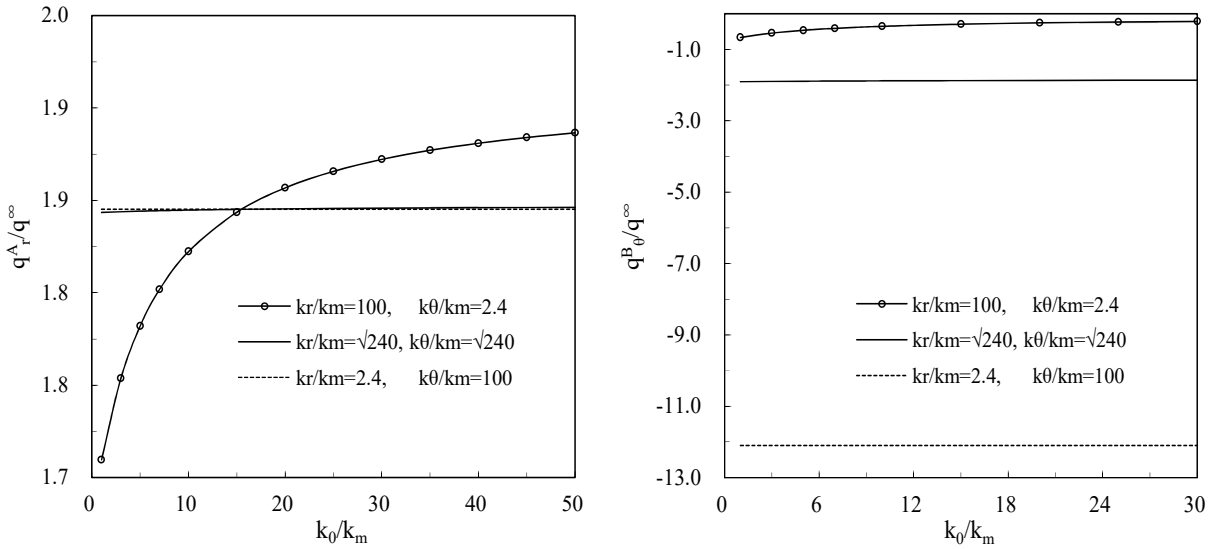 2.0
1.9
1.9
1.8
1.8
1.7
0
10
20
30
40
50
k0/km
qAr/q∞
kr/km=100, kθ/km=2.4
kr/km=√240, kθ/km=√240
kr/km=2.4, kθ/km=100
-1.0
-3.0
-5.0
-7.0
-9.0
-11.0
-13.0
0
6
12
18
24
30
k0/km
qBθ/q∞
kr/km=100, kθ/km=2.4
kr/km=√240, kθ/km=√240
kr/km=2.4, kθ/km=100